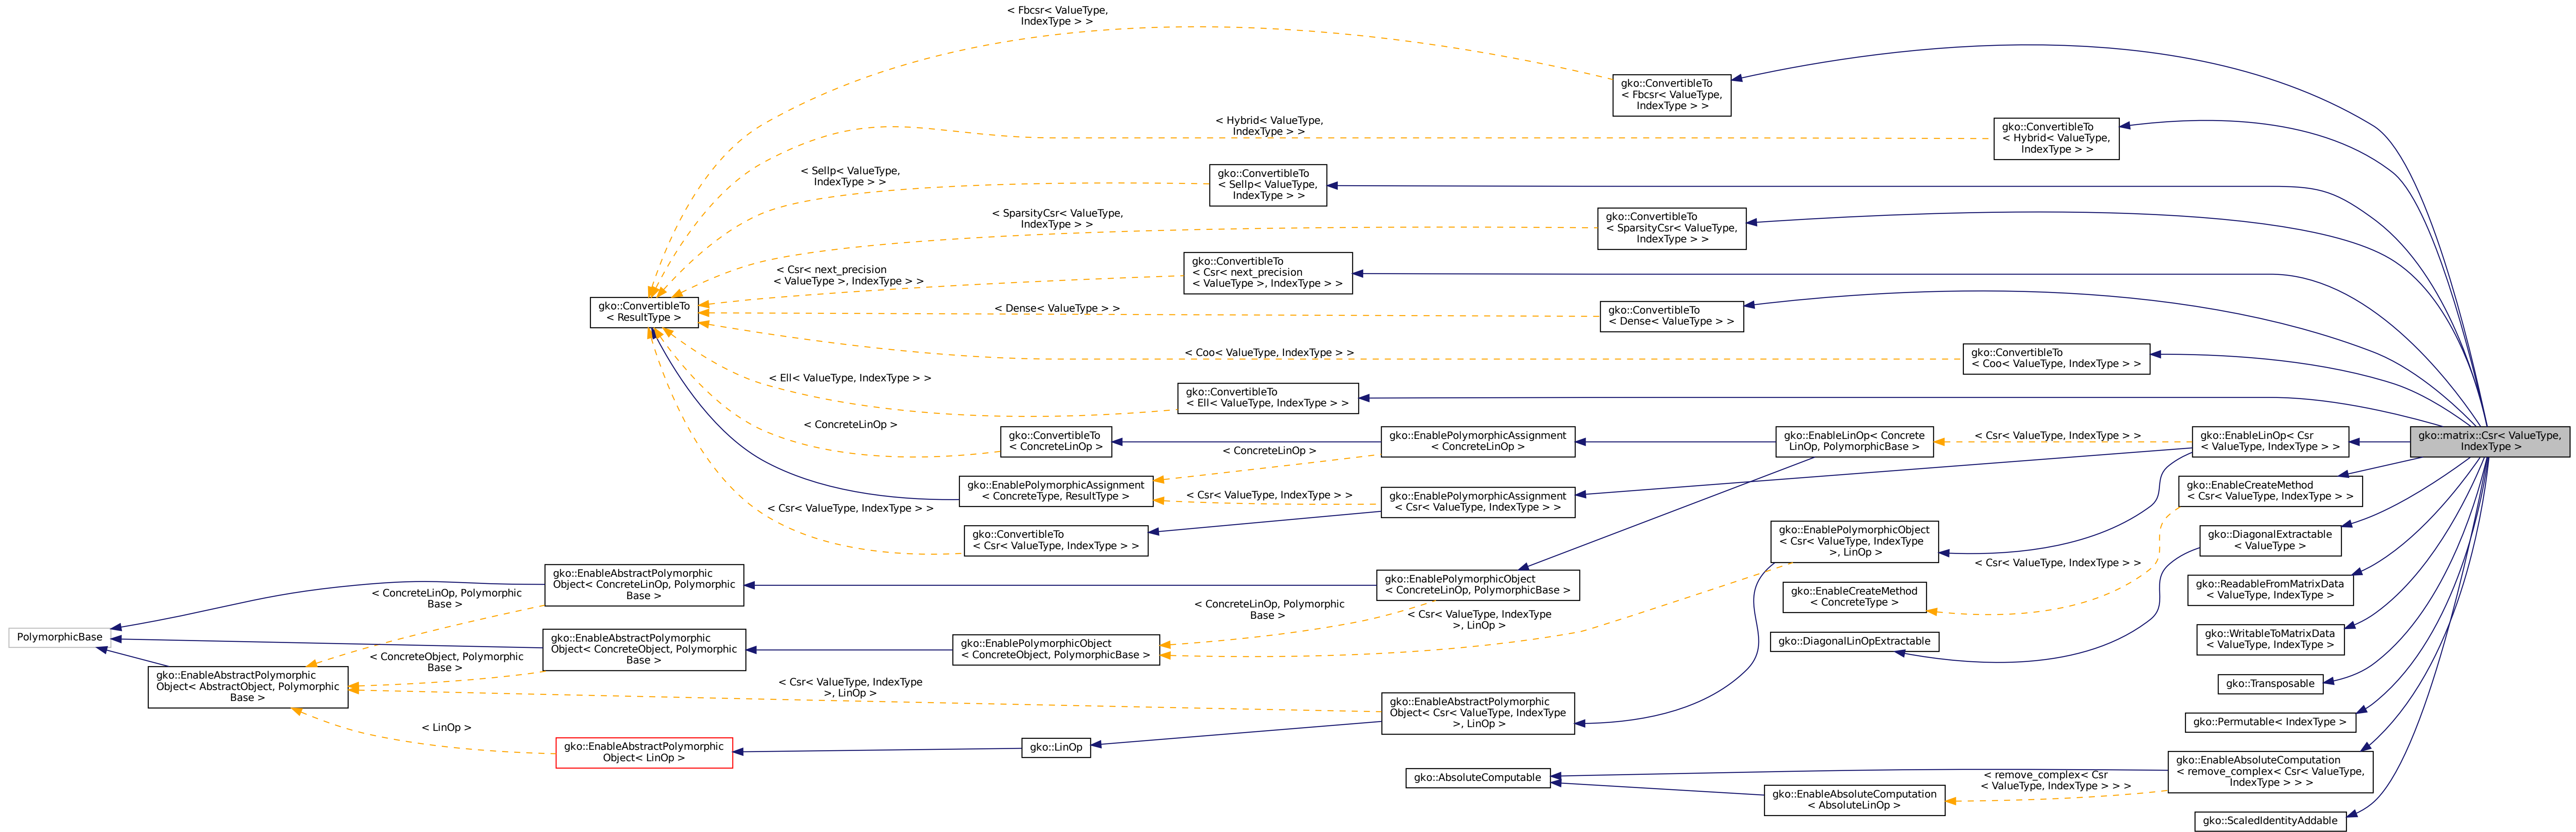 < Fbcsr< ValueType,
IndexType > >
gko::ConvertibleTo
< Fbcsr< ValueType,
IndexType > >
< Hybrid< ValueType,
IndexType > >
gko::ConvertibleTo
< Hybrid< ValueType,
IndexType > >
< Sellp< ValueType,
IndexType > >
gko::ConvertibleTo
< Sellp< ValueType,
IndexType > >
< SparsityCsr< ValueType,
IndexType > >
gko::ConvertibleTo
< SparsityCsr< ValueType,
IndexType > >
< Csr< next_precision
< ValueType >, IndexType > >
gko::ConvertibleTo
< Csr< next_precision
< ValueType >, IndexType > >
gko::ConvertibleTo
< ResultType >
< Dense< ValueType > >
gko::ConvertibleTo
< Dense< ValueType > >
< Coo< ValueType, IndexType > >
gko::ConvertibleTo
< Coo< ValueType, IndexType > >
< Ell< ValueType, IndexType > >
gko::ConvertibleTo
< Ell< ValueType, IndexType > >
< ConcreteLinOp >
gko::ConvertibleTo
< ConcreteLinOp >
gko::EnablePolymorphicAssignment
< ConcreteLinOp >
gko::EnableLinOp< Concrete
LinOp, PolymorphicBase >
< Csr< ValueType, IndexType > >
gko::EnableLinOp< Csr
< ValueType, IndexType > >
gko::matrix::Csr< ValueType,
IndexType >
< ConcreteLinOp >
gko::EnablePolymorphicAssignment
< ConcreteType, ResultType >
< Csr< ValueType, IndexType > >
gko::EnablePolymorphicAssignment
< Csr< ValueType, IndexType > >
gko::EnableCreateMethod
< Csr< ValueType, IndexType > >
< Csr< ValueType, IndexType > >
gko::ConvertibleTo
< Csr< ValueType, IndexType > >
gko::EnablePolymorphicObject
< Csr< ValueType, IndexType
>, LinOp >
gko::DiagonalExtractable
< ValueType >
< Csr< ValueType, IndexType > >
gko::EnableAbstractPolymorphic
Object< ConcreteLinOp, Polymorphic
Base >
gko::EnablePolymorphicObject
< ConcreteLinOp, PolymorphicBase >
gko::EnableCreateMethod
< ConcreteType >
gko::ReadableFromMatrixData
< ValueType, IndexType >
< ConcreteLinOp, Polymorphic
Base >
< ConcreteLinOp, Polymorphic
Base >
< Csr< ValueType, IndexType
>, LinOp >
PolymorphicBase
gko::EnableAbstractPolymorphic
Object< ConcreteObject, Polymorphic
Base >
gko::EnablePolymorphicObject
< ConcreteObject, PolymorphicBase >
gko::DiagonalLinOpExtractable
gko::WritableToMatrixData
< ValueType, IndexType >
< ConcreteObject, Polymorphic
Base >
gko::EnableAbstractPolymorphic
Object< AbstractObject, Polymorphic
Base >
< Csr< ValueType, IndexType
>, LinOp >
gko::EnableAbstractPolymorphic
Object< Csr< ValueType, IndexType
>, LinOp >
gko::Transposable
gko::Permutable< IndexType >
< LinOp >
gko::EnableAbstractPolymorphic
Object< LinOp >
gko::LinOp
gko::AbsoluteComputable
gko::EnableAbsoluteComputation
< remove_complex< Csr< ValueType,
IndexType > > >
< remove_complex< Csr
< ValueType, IndexType > > >
gko::EnableAbsoluteComputation
< AbsoluteLinOp >
gko::ScaledIdentityAddable